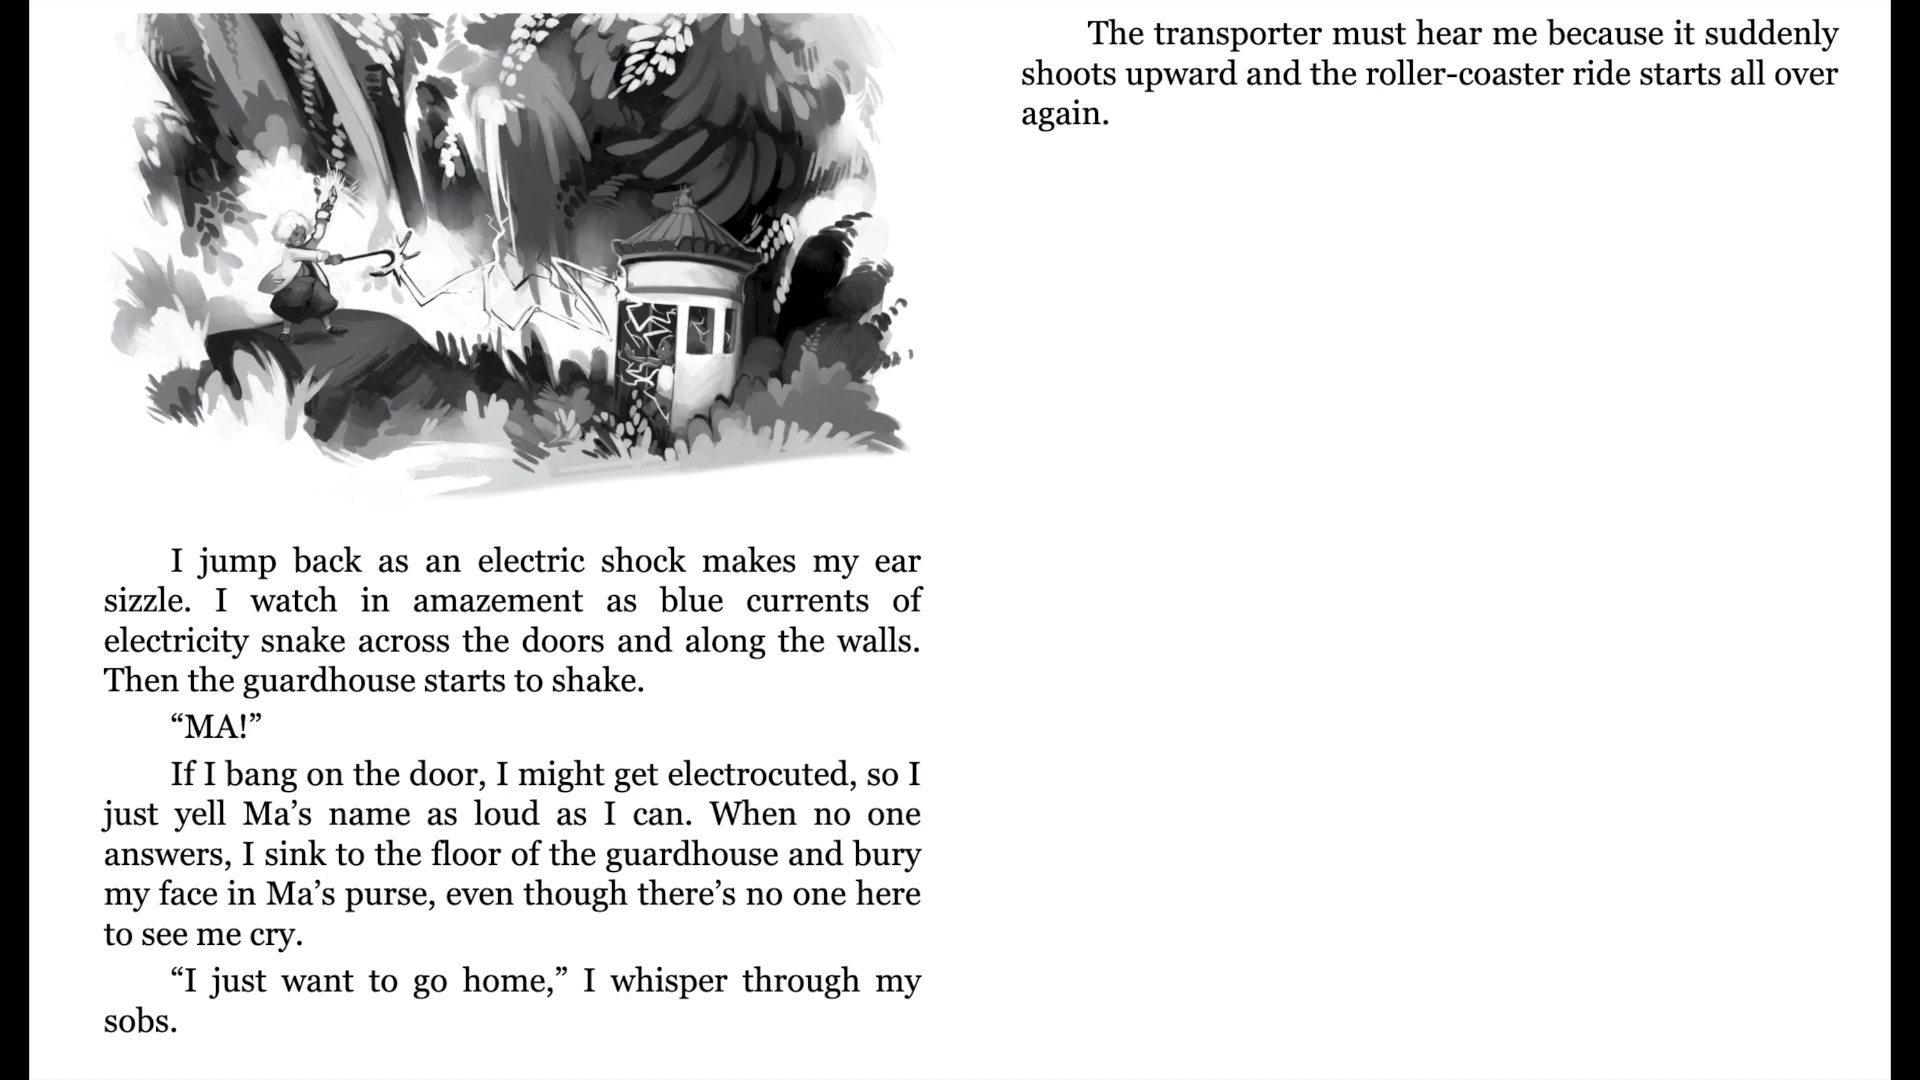 I jump back as an electric shock makes my ear
sizzle. I watch in amazement as blue currents of
electricity snake across the doors and along the walls.
Then the guardhouse starts to shake.
“MA!”
If I bang on the door, I might get electrocuted, so I
just yell Ma’s name as loud as I can. When no one
answers, I sink to the floor of the guardhouse and bury
my face in Ma’s purse, even though there’s no one here
to see me cry.
“I just want to go home,” I whisper through my
sobs.
The transporter must hear me because it suddenly
shoots upward and the roller-coaster ride starts all over
again.